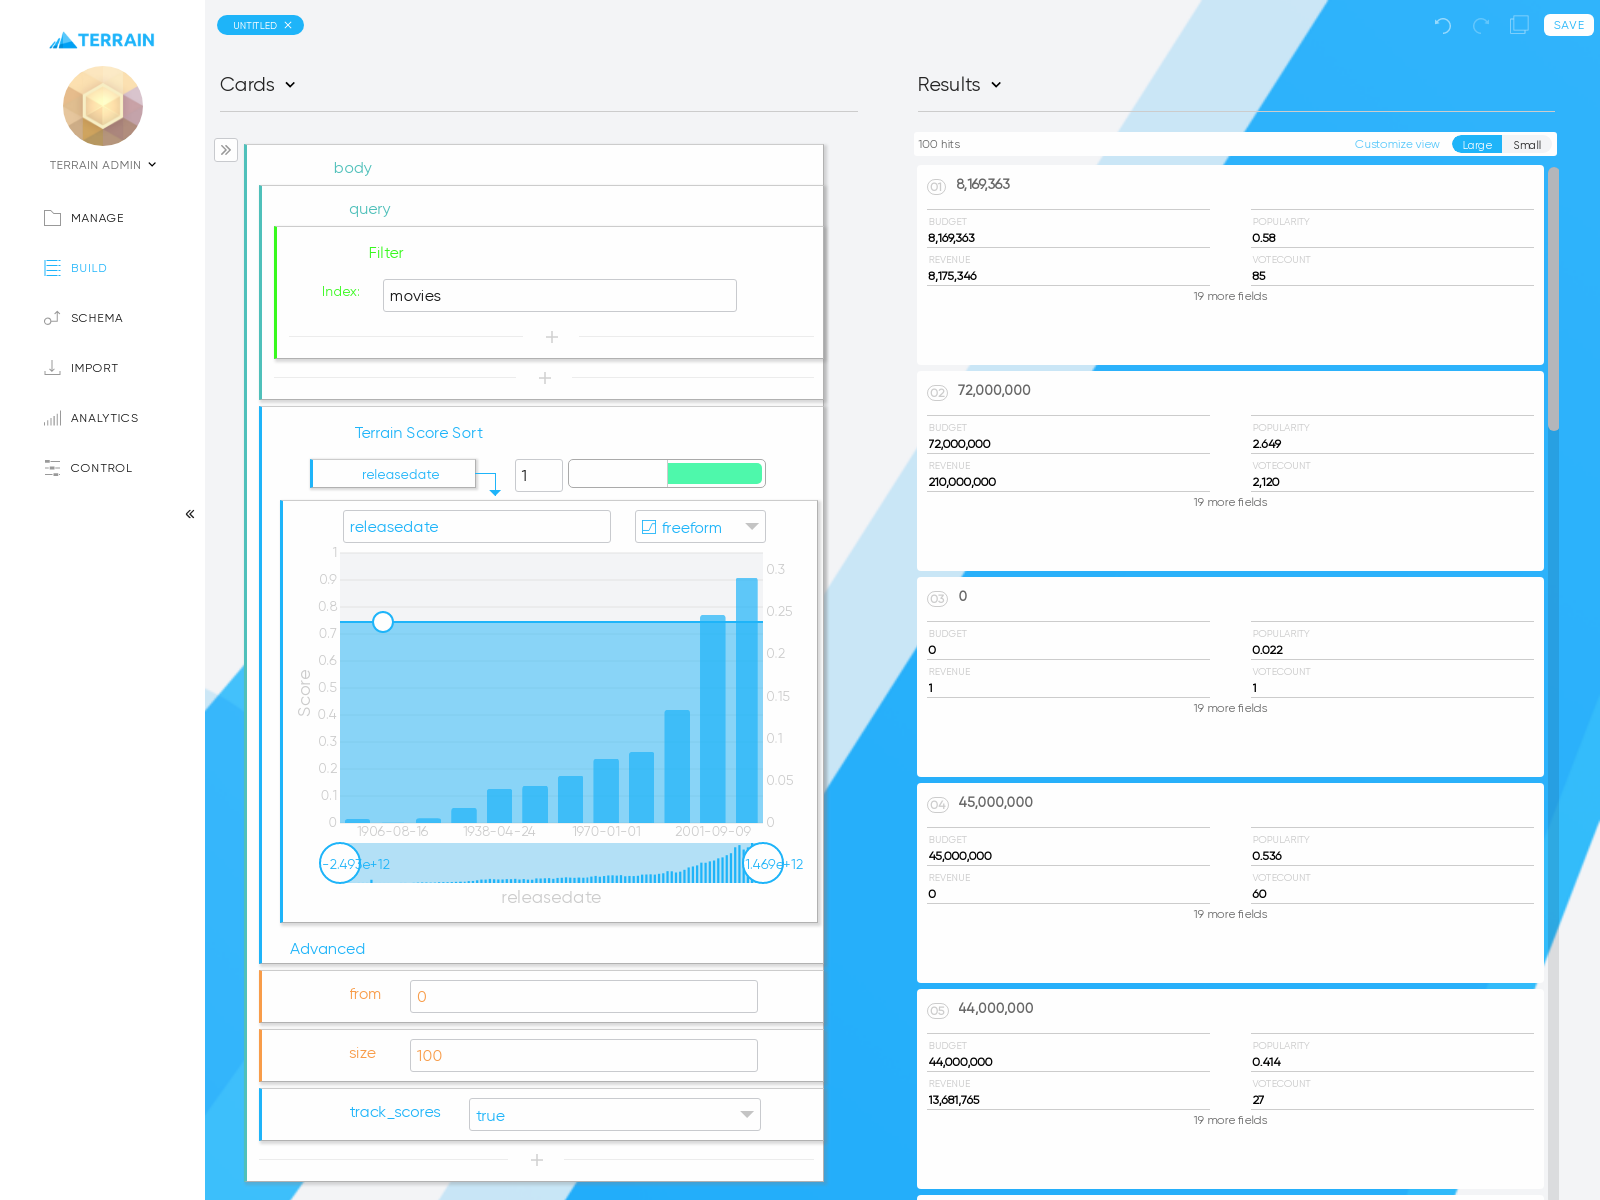 TERRAIN
TERRAIN ADMIN
MANAGE
BUILD
SCHEMA
IMPORT
ANALYTICS
CONTROL
UNTITLED
SAVE
Cards
body
query
Filter
Index: movies
Terrain Score Sort
releasedate 1
releasedate freeform
1
0.9
0.8
0.7
0.6
0.5
0.4
0.3
0.2
0.1
0
Score
0.3
0.25
0.2
0.15
0.1
0.05
0
1906-08-16 1938-04-24 1970-01-01 2001-09-09
-2.493e+12 1.469e+12
releasedate
Advanced
from 0
size 100
track_scores true
Results
100 hits Customize view Large Small
01 8,169,363
BUDGET POPULARITY
8,169,363 0.58
REVENUE VOTECOUNT
8,175,346 85
19 more fields
02 72,000,000
BUDGET POPULARITY
72,000,000 2.649
REVENUE VOTECOUNT
210,000,000 2,120
19 more fields
03 0
BUDGET POPULARITY
0 0.022
REVENUE VOTECOUNT
1 1
19 more fields
04 45,000,000
BUDGET POPULARITY
45,000,000 0.536
REVENUE VOTECOUNT
0 60
19 more fields
05 44,000,000
BUDGET POPULARITY
44,000,000 0.414
REVENUE VOTECOUNT
13,681,765 27
19 more fields